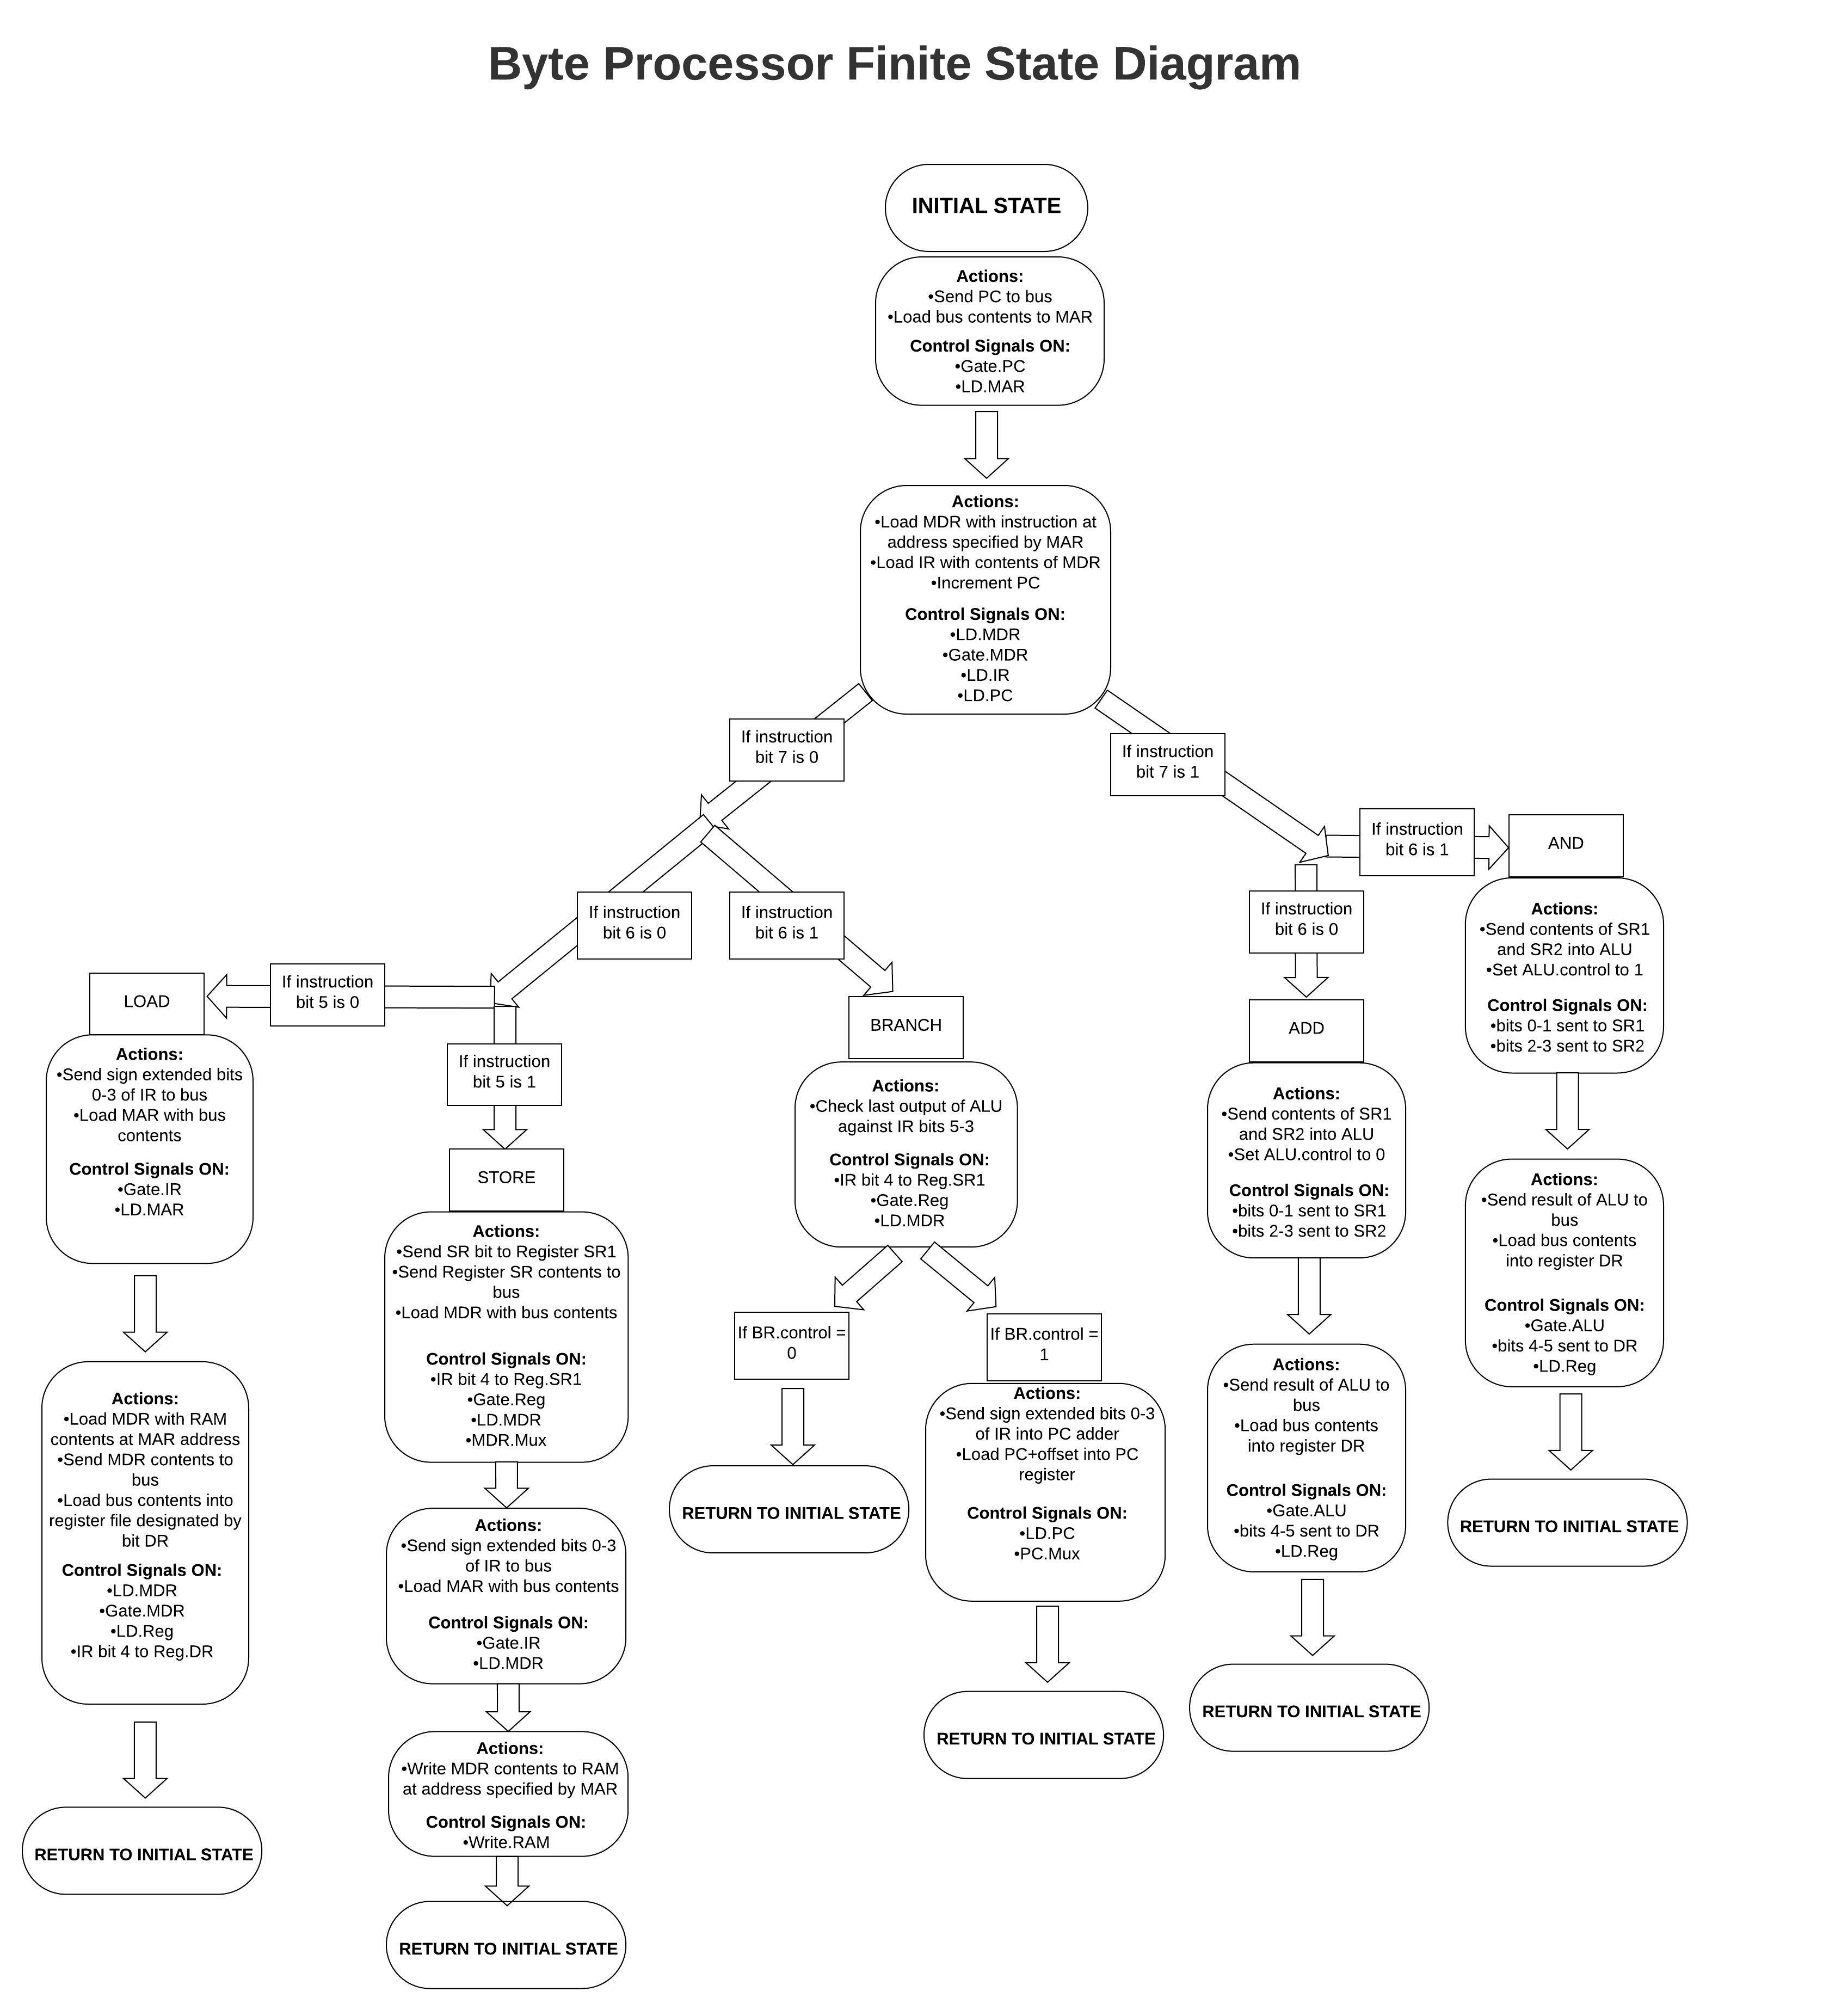 Byte Processor Finite State Diagram
INITIAL STATE
Actions:
•Send PC to bus
•Load bus contents to MAR
Control Signals ON:
•Gate.PC
•LD.MAR
Actions:
•Load MDR with instruction at
address specified by MAR
•Load IR with contents of MDR
•Increment PC
Control Signals ON:
•LD.MDR
•Gate.MDR
•LD.IR
•LD.PC
If instruction
bit 7 is 0
If instruction
bit 7 is 1
If instruction
bit 6 is 0
If instruction
bit 6 is 1
If instruction
bit 6 is 0
If instruction
bit 6 is 1
If instruction
bit 5 is 0
If instruction
bit 5 is 1
LOAD
Actions:
•Send sign extended bits
0-3 of IR to bus
•Load MAR with bus
contents
Control Signals ON:
•Gate.IR
•LD.MAR
Actions:
•Load MDR with RAM
contents at MAR address
•Send MDR contents to
bus
•Load bus contents into
register file designated by
bit DR
Control Signals ON:
•LD.MDR
•Gate.MDR
•LD.Reg
•IR bit 4 to Reg.DR
RETURN TO INITIAL STATE
STORE
Actions:
•Send SR bit to Register SR1
•Send Register SR contents to
bus
•Load MDR with bus contents
Control Signals ON:
•IR bit 4 to Reg.SR1
•Gate.Reg
•LD.MDR
•MDR.Mux
Actions:
•Send sign extended bits 0-3
of IR to bus
•Load MAR with bus contents
Control Signals ON:
•Gate.IR
•LD.MDR
Actions:
•Write MDR contents to RAM
at address specified by MAR
Control Signals ON:
•Write.RAM
RETURN TO INITIAL STATE
BRANCH
Actions:
•Check last output of ALU
against IR bits 5-3
Control Signals ON:
•IR bit 4 to Reg.SR1
•Gate.Reg
•LD.MDR
If BR.control =
0
RETURN TO INITIAL STATE
If BR.control =
1
Actions:
•Send sign extended bits 0-3
of IR into PC adder
•Load PC+offset into PC
register
Control Signals ON:
•LD.PC
•PC.Mux
RETURN TO INITIAL STATE
ADD
Actions:
•Send contents of SR1
and SR2 into ALU
•Set ALU.control to 0
Control Signals ON:
•bits 0-1 sent to SR1
•bits 2-3 sent to SR2
Actions:
•Send result of ALU to
bus
•Load bus contents
into register DR
Control Signals ON:
•Gate.ALU
•bits 4-5 sent to DR
•LD.Reg
RETURN TO INITIAL STATE
AND
Actions:
•Send contents of SR1
and SR2 into ALU
•Set ALU.control to 1
Control Signals ON:
•bits 0-1 sent to SR1
•bits 2-3 sent to SR2
Actions:
•Send result of ALU to
bus
•Load bus contents
into register DR
Control Signals ON:
•Gate.ALU
•bits 4-5 sent to DR
•LD.Reg
RETURN TO INITIAL STATE